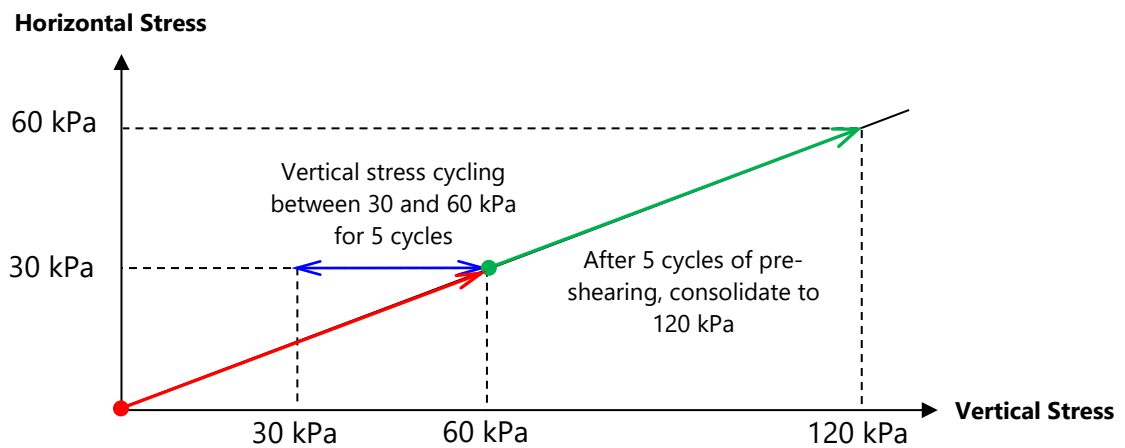 Horizontal Stress
60 kPa
Vertical stress cycling
between 30 and 60 kPa
for 5 cycles
30 kPa
After 5 cycles of pre-
shearing, consolidate to
120 kPa
Vertical Stress
30 kPa
60 kPa
120 kPa